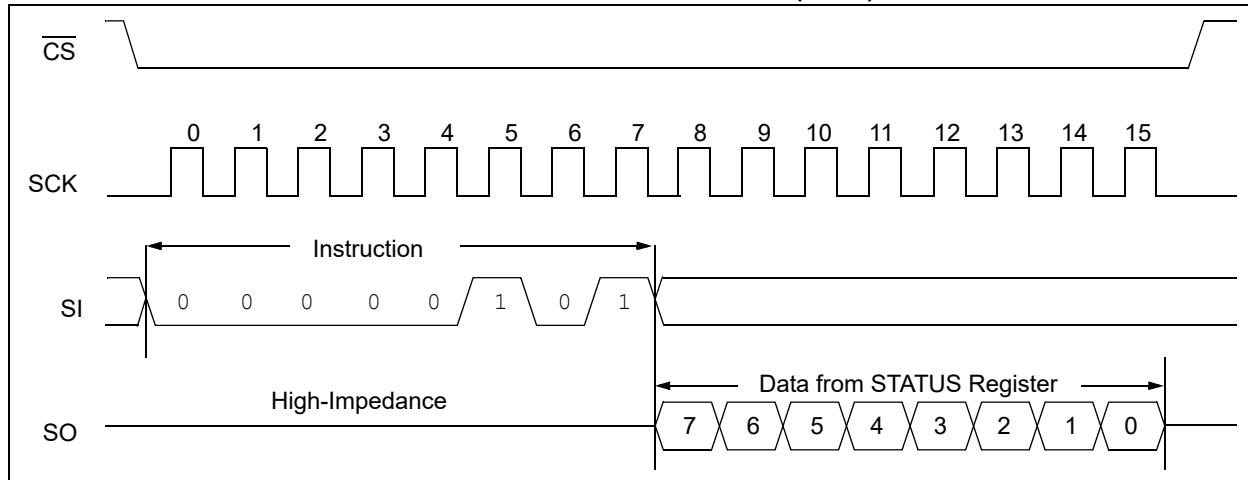 CS
0 1 2 3 4 5 6 7 8 9 10 11 12 13 14 15
SCK
Instruction
SI 0 0 0 0 0 1 0 1
Data from STATUS Register
High-Impedance
SO 7 6 5 4 3 2 1 0